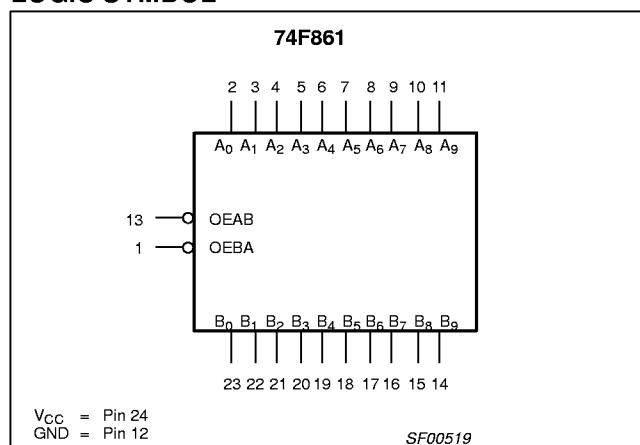 74F861
2 3 4 5 6 7 8 9 10 11
A0 A1 A2 A3 A4 A5 A6 A7 A8 A9
13 OEAB
1 OEBA
B0 B1 B2 B3 B4 B5 B6 B7 B8 B9
23 22 21 20 19 18 17 16 15 14
VCC = Pin 24
GND = Pin 12
SF00519